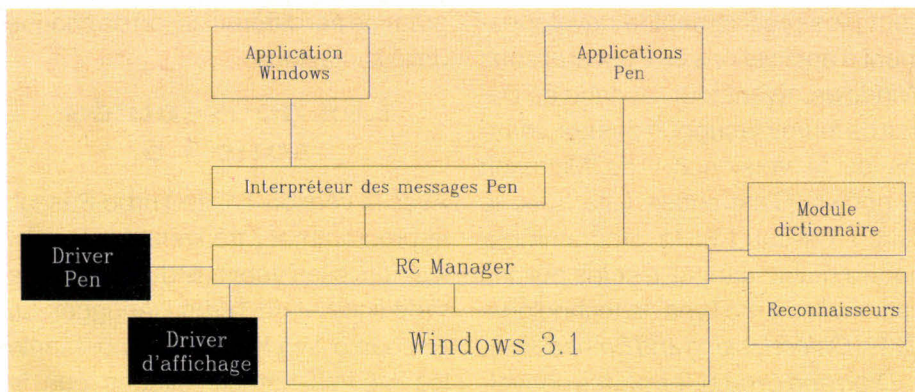 Application
Windows
Applications
Pen
Interpréteur des messages Pen
Module
dictionnaire
Driver
Pen
RC Manager
Reconnaisseurs
Driver
d'affichage
Windows 3.1